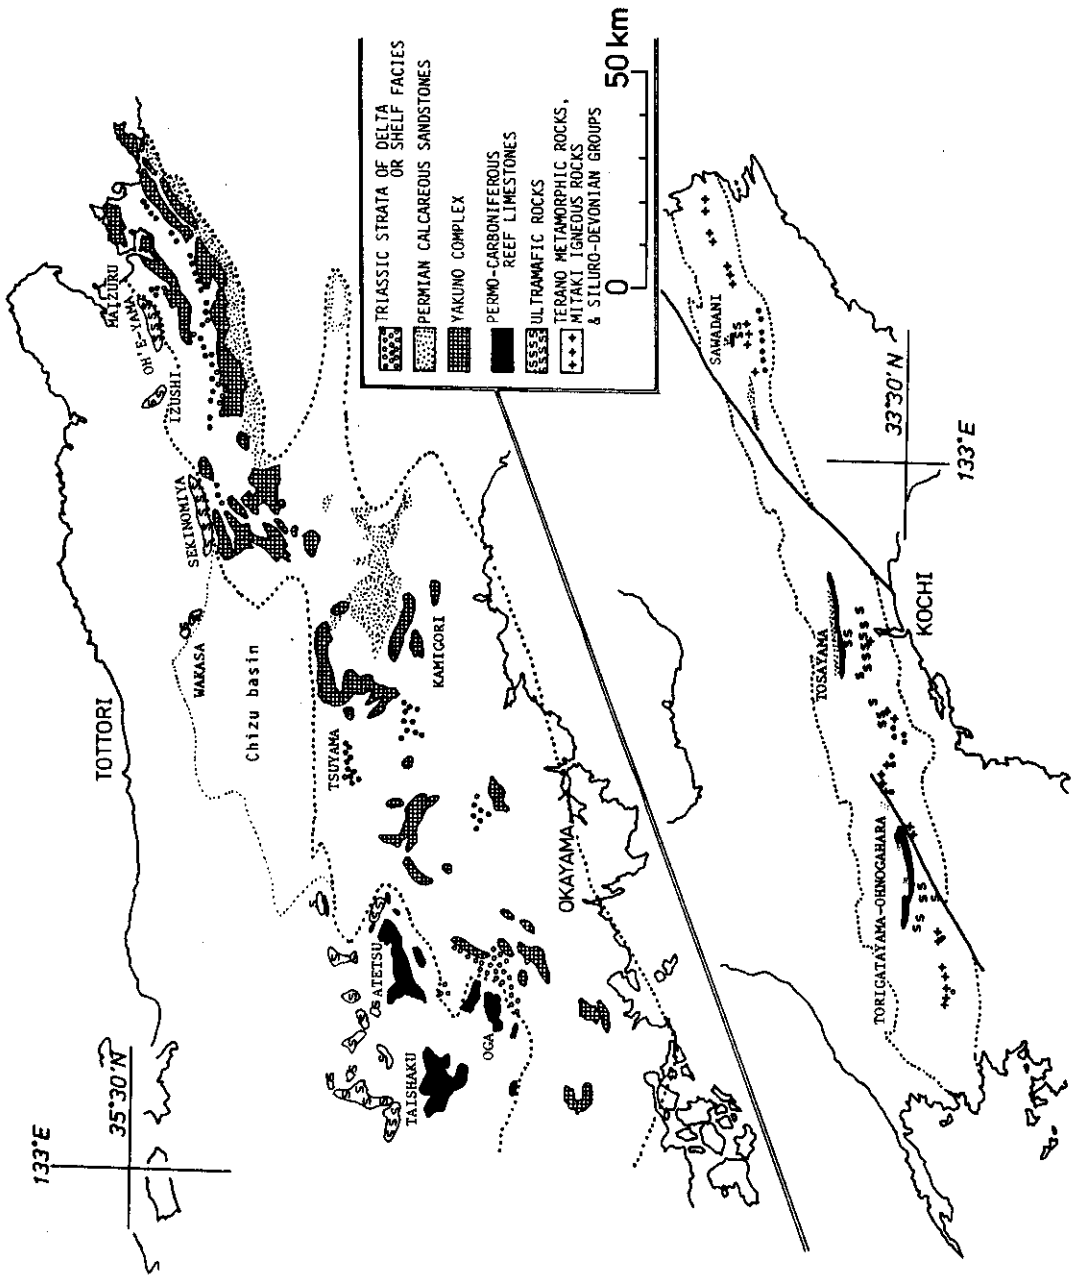 133°E
35°30'N
TOTTORI
MAIZURU
OH'E-YAMA
IZUSHI
SEKINOMIYA
WAKASA
Chizu basin
TSUYAMA
KAMIGORI
ATETSU
TAISHAKU
OGA
OKAYAMA
TRIASSIC STRATA OF DELTA
OR SHELF FACIES
PERMIAN CALCAREOUS SANDSTONES
YAKUNO COMPLEX
PERMO-CARBONIFEROUS
REEF LIMESTONES
ULTRAMAFIC ROCKS
TERANO METAMORPHIC ROCKS,
MITAKI IGNEOUS ROCKS
& SILURO-DEVONIAN GROUPS
0 50 km
SAWADANI
TOSAYAMA
TORIGATAYAMA-OHNOGAHARA
KOCHI
33°30'N
133°E